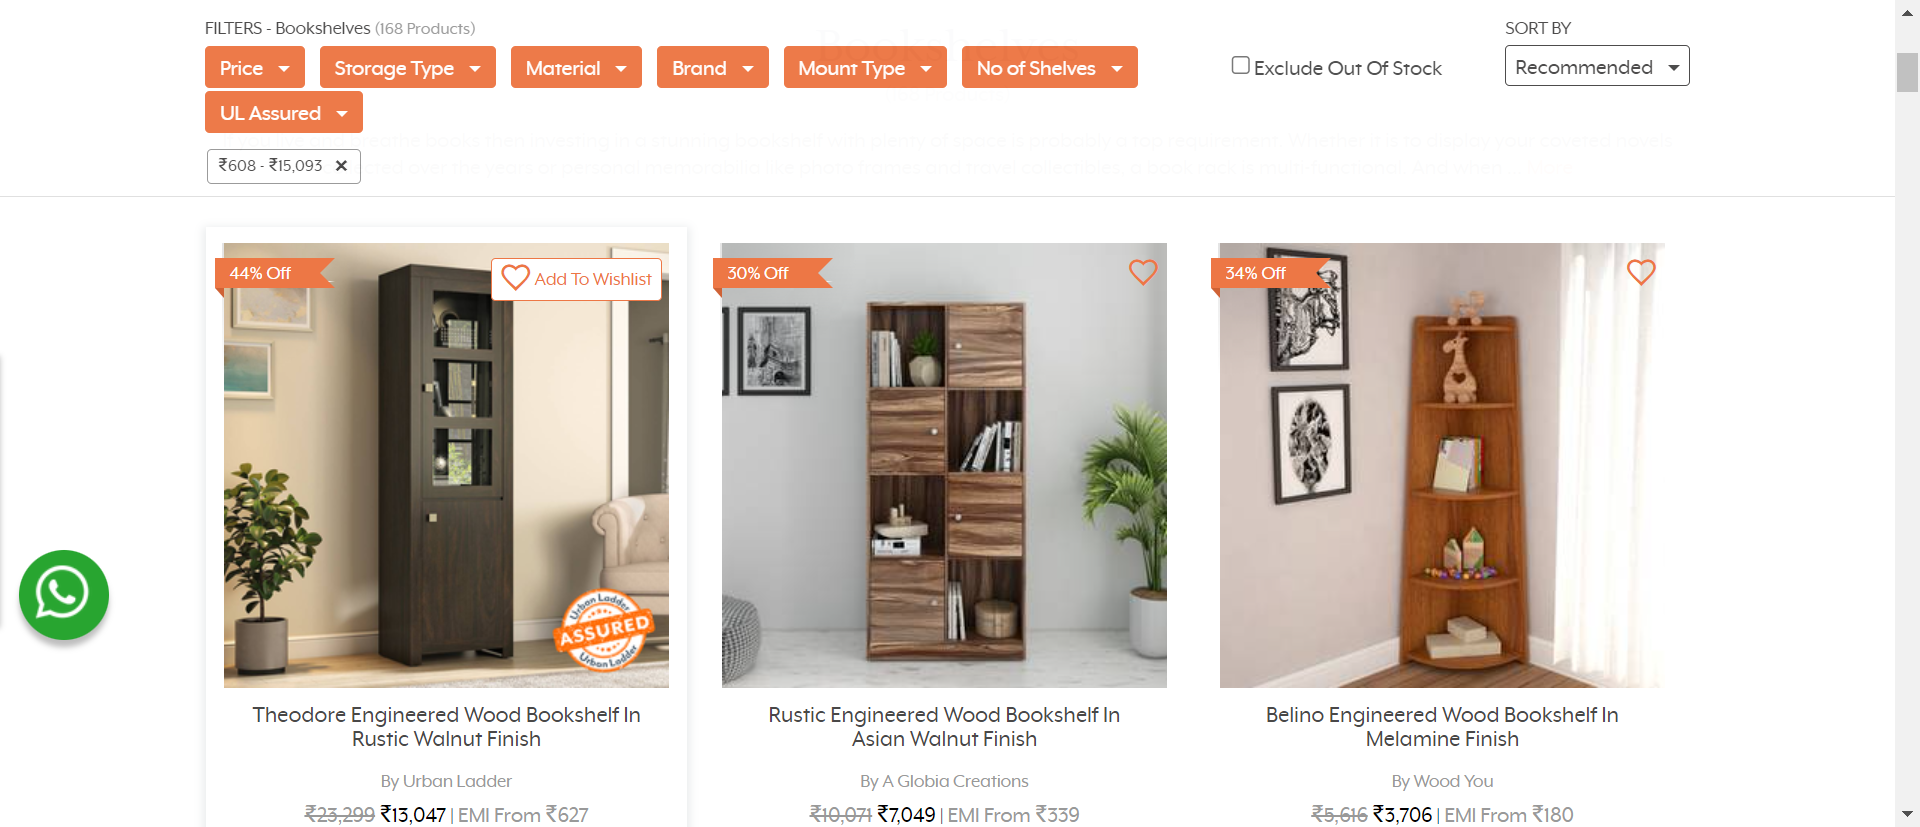 FILTERS - Bookshelves (168 Products)
SORT BY
Price
Storage Type
Material
Brand
Mount Type
No of Shelves
Exclude Out Of Stock
Recommended
UL Assured
₹608 - ₹15,093 ✕
44% Off
Add To Wishlist
30% Off
34% Off
Urban Ladder
ASSURED
Urban Ladder
Theodore Engineered Wood Bookshelf In
Rustic Walnut Finish
By Urban Ladder
₹23,299 ₹13,047 | EMI From ₹627
Rustic Engineered Wood Bookshelf In
Asian Walnut Finish
By A Globia Creations
₹10,071 ₹7,049 | EMI From ₹339
Belino Engineered Wood Bookshelf In
Melamine Finish
By Wood You
₹5,616 ₹3,706 | EMI From ₹180